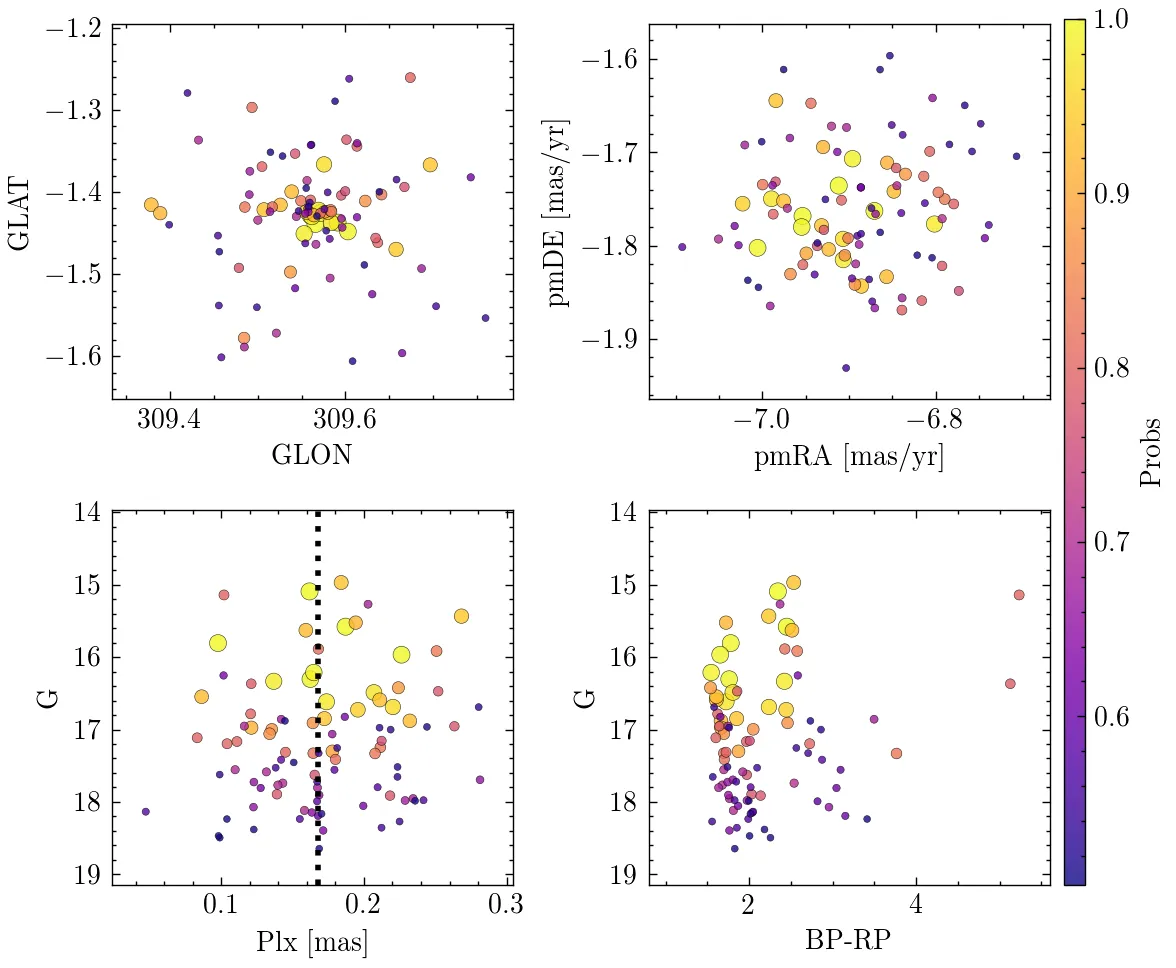 −1.2
−1.3
−1.4
−1.5
−1.6
GLAT
309.4 309.6
GLON
−1.6
−1.7
−1.8
−1.9
pmDE [mas/yr]
−7.0 −6.8
pmRA [mas/yr]
14
15
16
17
18
19
G
0.1 0.2 0.3
Plx [mas]
14
15
16
17
18
19
G
2 4
BP-RP
1.0
0.9
0.8
0.7
0.6
Probs